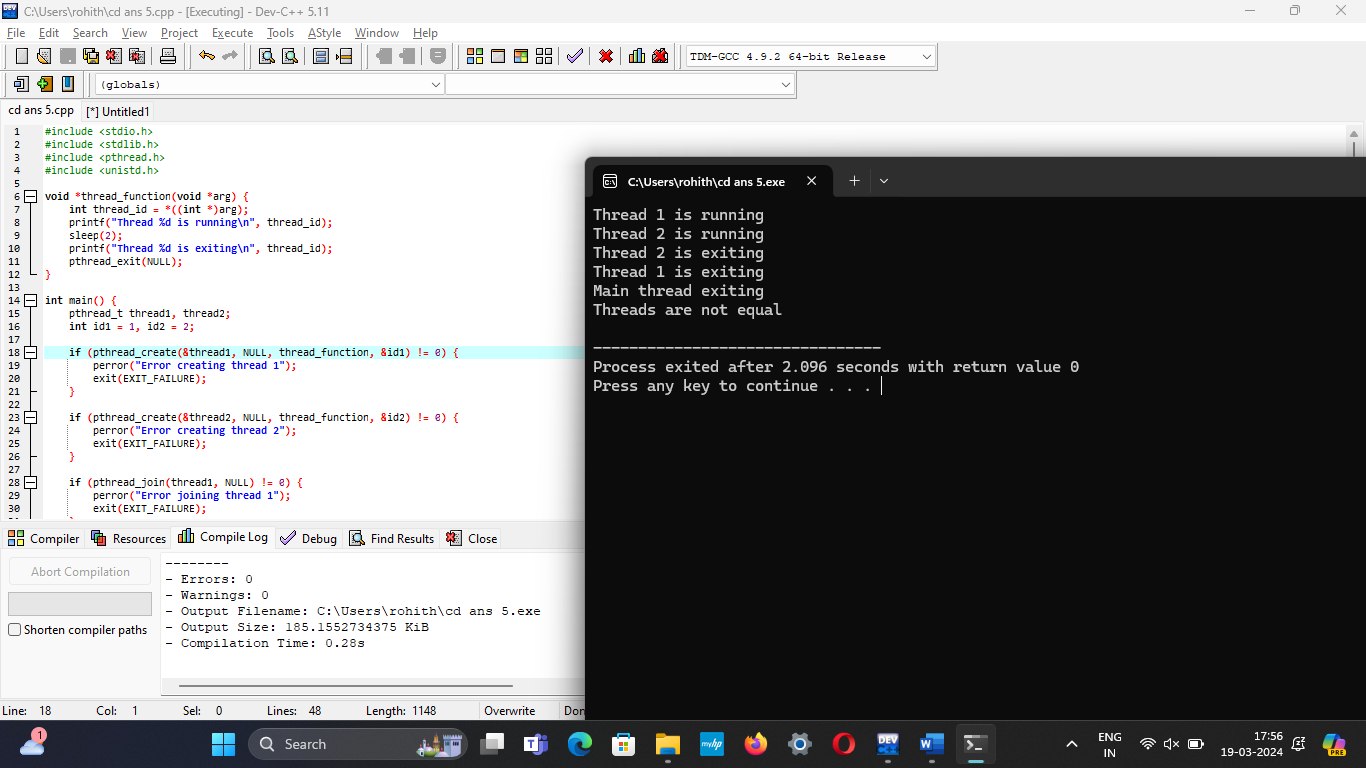 C:\Users\rohith\cd ans 5.cpp - [Executing] - Dev-C++ 5.11
File Edit Search View Project Execute Tools AStyle Window Help
TDM-GCC 4.9.2 64-bit Release
(globals)
cd ans 5.cpp [*] Untitled1
1 #include <stdio.h>
2 #include <stdlib.h>
3 #include <pthread.h>
4 #include <unistd.h>
5
6 void *thread_function(void *arg) {
7 int thread_id = *((int *)arg);
8 printf("Thread %d is running\n", thread_id);
9 sleep(2);
10 printf("Thread %d is exiting\n", thread_id);
11 pthread_exit(NULL);
12 }
13
14 int main() {
15 pthread_t thread1, thread2;
16 int id1 = 1, id2 = 2;
17
18 if (pthread_create(&thread1, NULL, thread_function, &id1) != 0) {
19 perror("Error creating thread 1");
20 exit(EXIT_FAILURE);
21 }
22
23 if (pthread_create(&thread2, NULL, thread_function, &id2) != 0) {
24 perror("Error creating thread 2");
25 exit(EXIT_FAILURE);
26 }
27
28 if (pthread_join(thread1, NULL) != 0) {
29 perror("Error joining thread 1");
30 exit(EXIT_FAILURE);
C:\Users\rohith\cd ans 5.exe
Thread 1 is running
Thread 2 is running
Thread 2 is exiting
Thread 1 is exiting
Main thread exiting
Threads are not equal
--------------------------------
Process exited after 2.096 seconds with return value 0
Press any key to continue . . .
Compiler Resources Compile Log Debug Find Results Close
Abort Compilation
Shorten compiler paths
--------
- Errors: 0
- Warnings: 0
- Output Filename: C:\Users\rohith\cd ans 5.exe
- Output Size: 185.1552734375 KiB
- Compilation Time: 0.28s
Line: 18 Col: 1 Sel: 0 Lines: 48 Length: 1148 Overwrite Don
1
Search
myhp
DEV
ENG
IN
17:56
19-03-2024
PRE